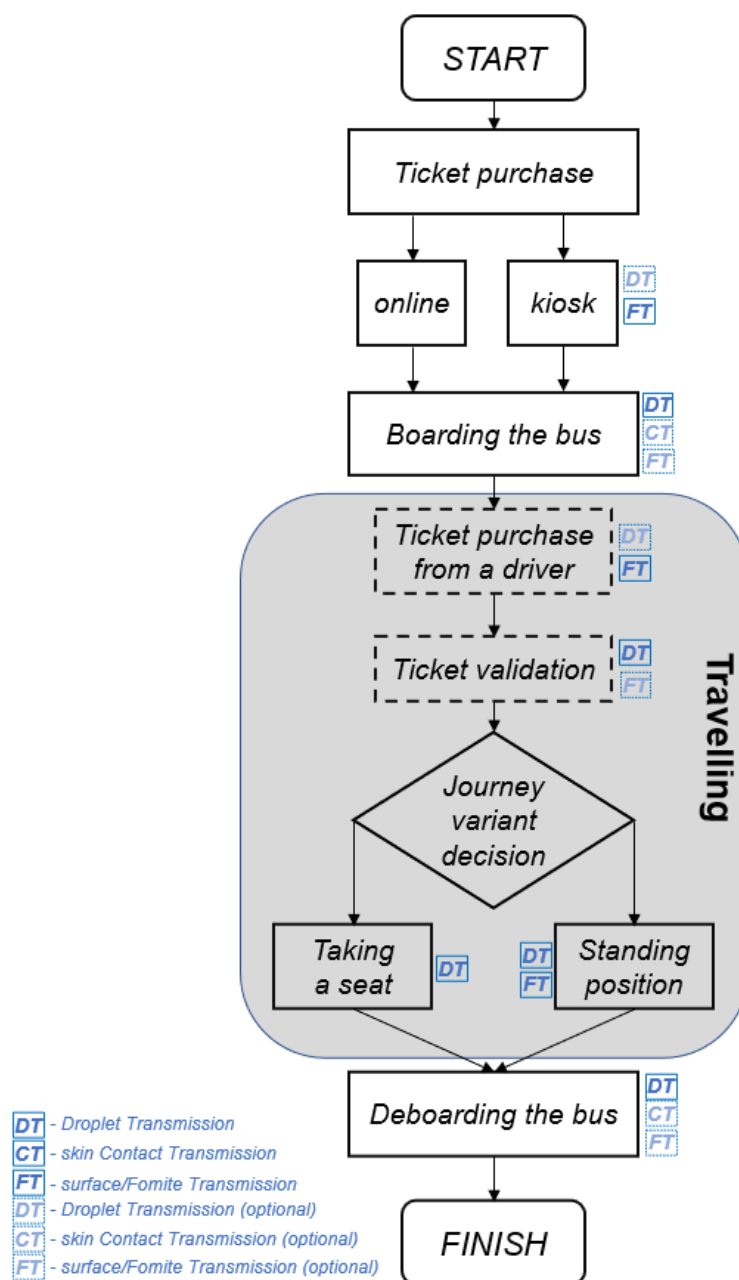 START
Ticket purchase
online
kiosk
DT
FT
Boarding the bus
DT
CT
FT
Ticket purchase
from a driver
DT
FT
Ticket validation
DT
FT
Travelling
Journey
variant
decision
Taking
a seat
DT
DT
FT
Standing
position
Deboarding the bus
DT
CT
FT
DT - Droplet Transmission
CT - skin Contact Transmission
FT - surface/Fomite Transmission
DT - Droplet Transmission (optional)
CT - skin Contact Transmission (optional)
FT - surface/Fomite Transmission (optional)
FINISH